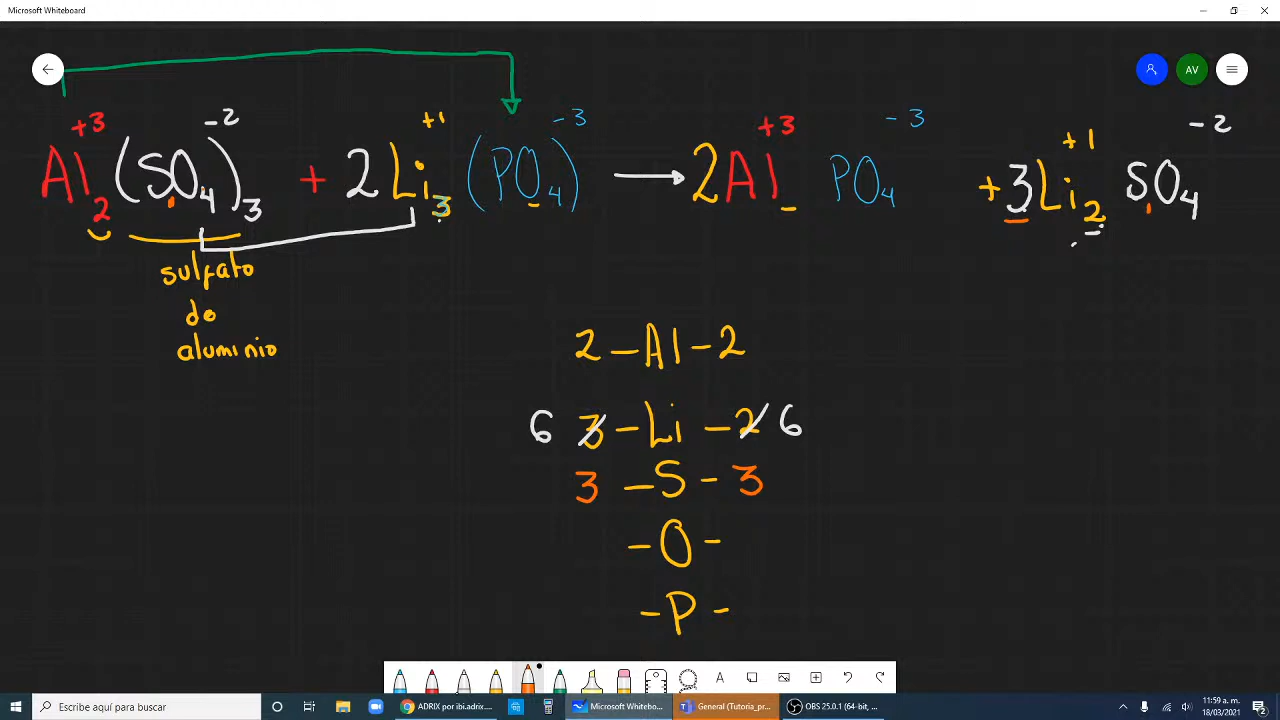 Microsoft Whiteboard
AV
+3 -2 +1 -3 +3 -3 +1 -2
Al2(SO4)3 + 2Li3(PO4) → 2Al PO4 + 3Li2 SO4
sulfato
de
aluminio
2 - Al - 2
6 3 - Li - 2 6
3 - S - 3
- O -
- P -
A
Escribe aquí para buscar
ADRIX por ibi.adrix....
Microsoft Whitebo...
General (Tutoria_pr...
OBS 25.0.1 (64-bit, ...
11:59 a. m.
18/03/2021